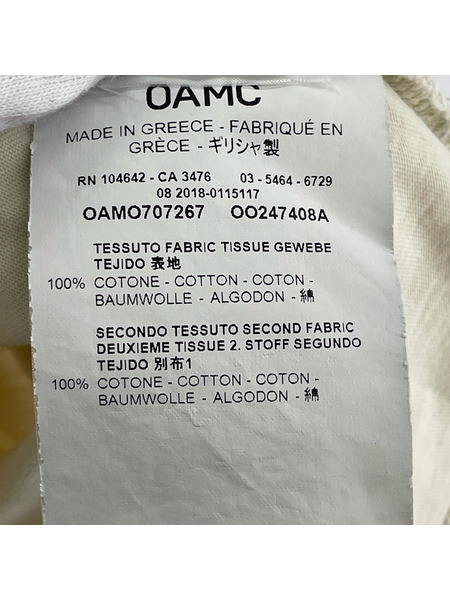 OAMC
MADE IN GREECE - FABRIQUÉ EN
GRÈCE - ギリシャ製
RN 104642 - CA 3476 03 - 5464 - 6729
08 2018-0115117
OAMO707267 OO247408A
TESSUTO FABRIC TISSUE GEWEBE
TEJIDO 表地
100% COTONE - COTTON - COTON -
BAUMWOLLE - ALGODON - 綿
SECONDO TESSUTO SECOND FABRIC
DEUXIEME TISSUE 2. STOFF SEGUNDO
TEJIDO 別布1
100% COTONE - COTTON - COTON -
BAUMWOLLE - ALGODON - 綿